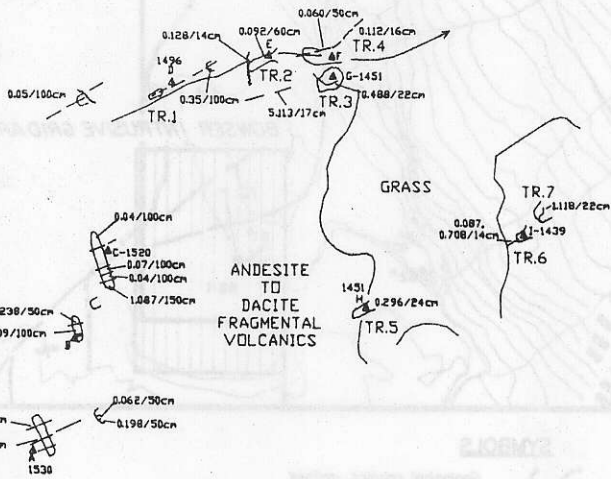 0.060/50cm
0.092/60cm
0.112/16cm
0.128/14cm
E
TR.4
F
1496
D
TR.2
G-1451
0.05/100cm
0.35/100cm
TR.3
0.488/22cm
TR.1
5.113/17cm
GRASS
TR.7
1.118/22cm
0.04/100cm
0.087,
0.708/14cm
I-1439
C-1520
TR.6
0.07/100cm
0.04/100cm
ANDESITE
TO
DACITE
FRAGMENTAL
VOLCANICS
1.087/150cm
1451
H
0.296/24cm
TR.5
238/50cm
09/100cm
B
0.062/50cm
0.198/50cm
A
1530
SYMBOLS